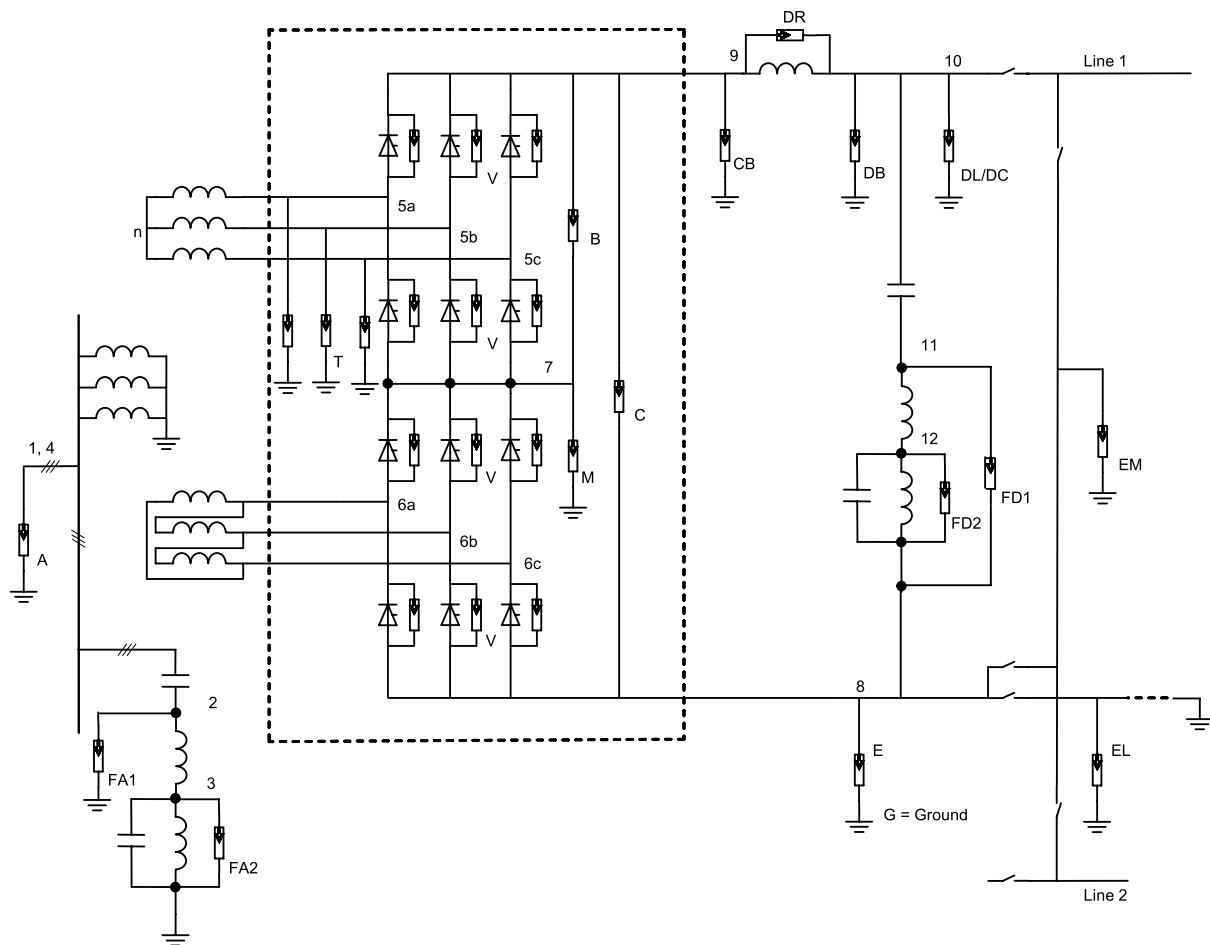 DR
9
10
Line 1
CB
DB
DL/DC
V
5a
n
5b
B
5c
V
T
7
11
C
1, 4
12
EM
V
M
FD1
6a
FD2
A
6b
6c
V
8
2
E
EL
FA1
3
G = Ground
FA2
Line 2